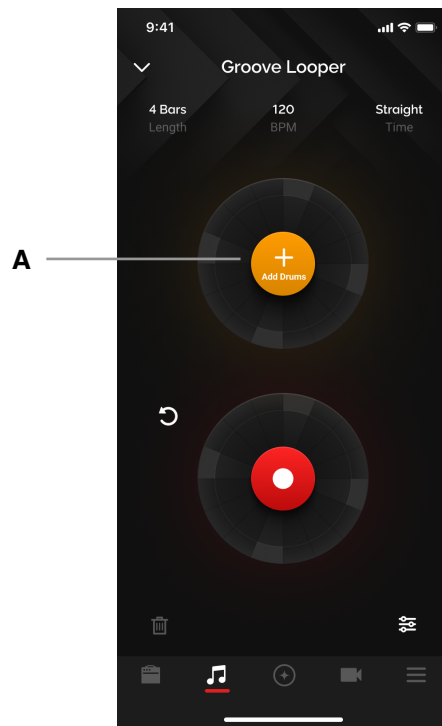 9:41
Groove Looper
4 Bars 120 Straight
Length BPM Time
A
Add Drums